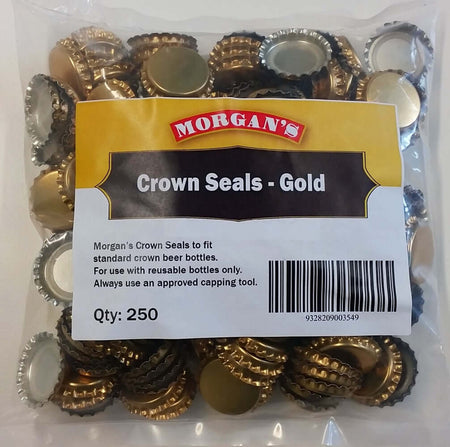 MORGAN'S
Crown Seals - Gold
Morgan's Crown Seals to fit
standard crown beer bottles.
For use with reusable bottles only.
Always use an approved capping tool.
Qty: 250
9328209003549